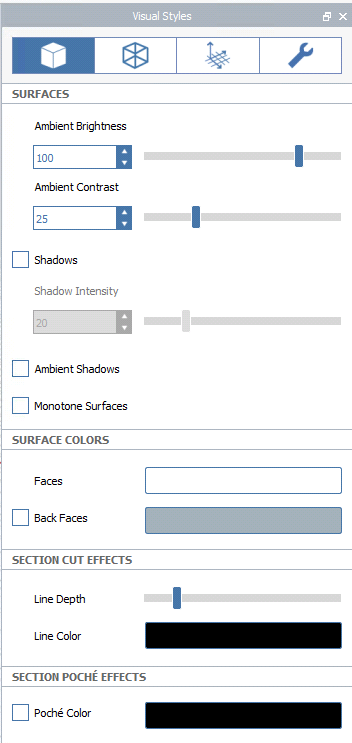 Visual Styles
SURFACES
Ambient Brightness
100
Ambient Contrast
25
Shadows
Shadow Intensity
20
Ambient Shadows
Monotone Surfaces
SURFACE COLORS
Faces
Back Faces
SECTION CUT EFFECTS
Line Depth
Line Color
SECTION POCHÉ EFFECTS
Poché Color